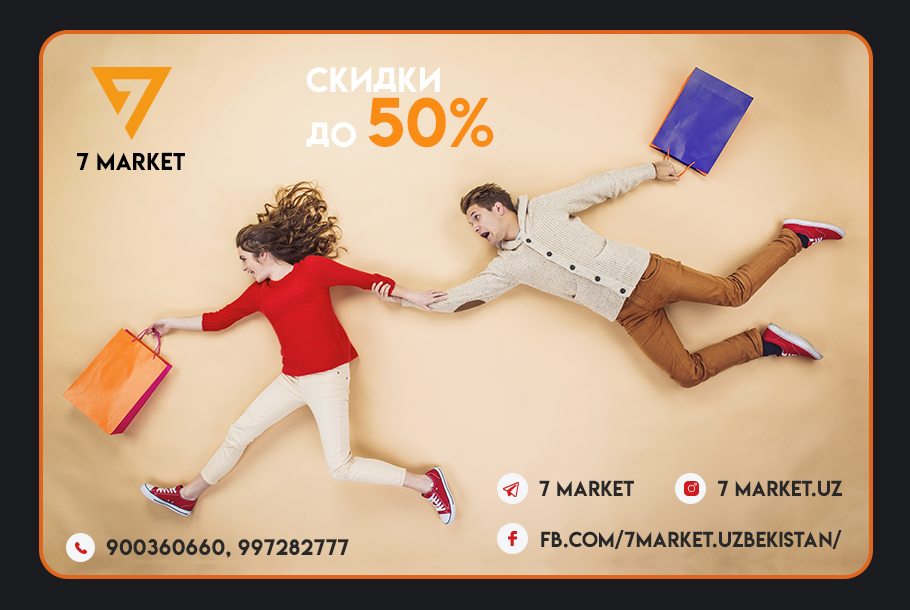 7 MARKET
СКИДКИ
ДО 50%
7 MARKET
7 MARKET.UZ
900360660, 997282777
FB.COM/7MARKET.UZBEKISTAN/